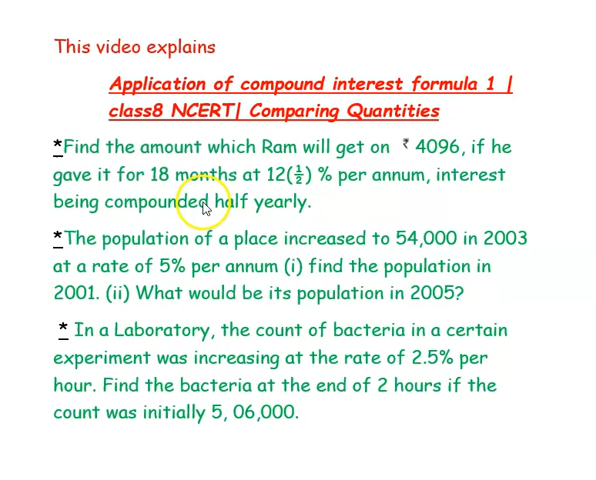 This video explains
Application of compound interest formula 1 |
class8 NCERT| Comparing Quantities
*Find the amount which Ram will get on ₹ 4096, if he
gave it for 18 months at 12(½) % per annum, interest
being compounded half yearly.
*The population of a place increased to 54,000 in 2003
at a rate of 5% per annum (i) find the population in
2001. (ii) What would be its population in 2005?
* In a Laboratory, the count of bacteria in a certain
experiment was increasing at the rate of 2.5% per
hour. Find the bacteria at the end of 2 hours if the
count was initially 5, 06,000.